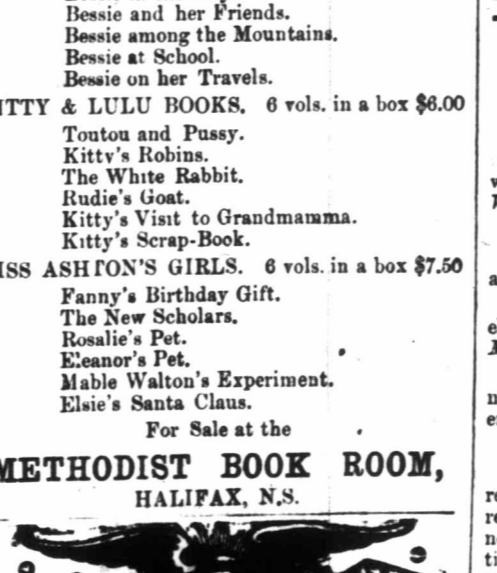 Bessie and her Friends.
Bessie among the Mountains.
Bessie at School.
Bessie on her Travels.
ITTY & LULU BOOKS. 6 vols. in a box $6.00
Toutou and Pussy.
Kitty's Robins.
The White Rabbit.
Rudie's Goat.
Kitty's Visit to Grandmamma.
Kitty's Scrap-Book.
ISS ASHTON'S GIRLS. 6 vols. in a box $7.50
Fanny's Birthday Gift.
The New Scholars.
Rosalie's Pet.
Eleanor's Pet.
Mable Walton's Experiment.
Elsie's Santa Claus.
For Sale at the
METHODIST BOOK ROOM,
HALIFAX, N.S.